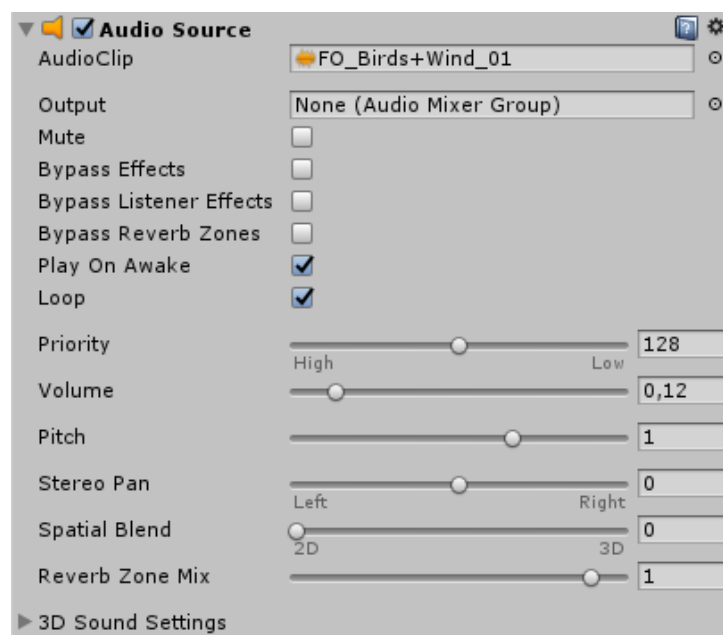 Audio Source
AudioClip FO_Birds+Wind_01
Output None (Audio Mixer Group)
Mute
Bypass Effects
Bypass Listener Effects
Bypass Reverb Zones
Play On Awake
Loop
Priority 128
High Low
Volume 0,12
Pitch 1
Stereo Pan 0
Left Right
Spatial Blend 0
2D 3D
Reverb Zone Mix 1
3D Sound Settings